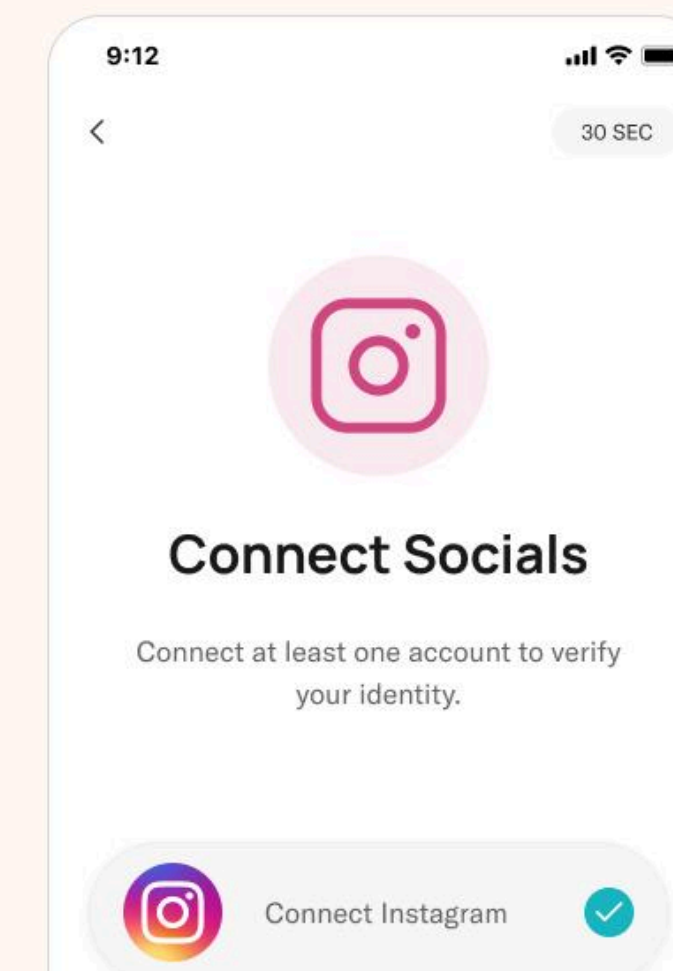 9:12
30 SEC
Connect Socials
Connect at least one account to verify
your identity.
Connect Instagram